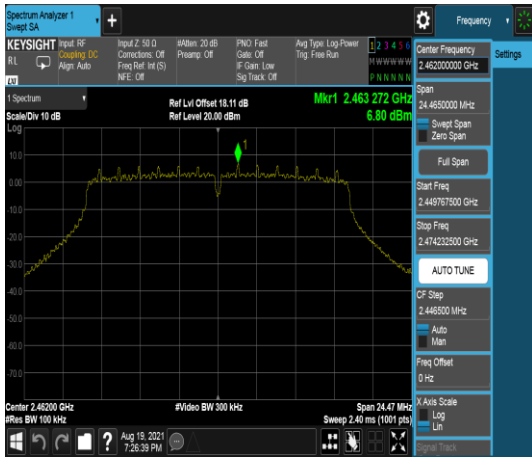 Spectrum Analyzer 1
Swept SA
Frequency
KEYSIGHT
RL
LXI
Input: RF
Coupling: DC
Align: Auto
Input Z: 50 Ω
Corrections: Off
Freq Ref: Int (S)
NFE: Off
#Atten: 20 dB
Preamp: Off
PNO: Fast
Gate: Off
IF Gain: Low
Sig Track: Off
Avg Type: Log-Power
Trig: Free Run
1 2 3 4 5 6
M W W W W W
P N N N N N
Center Frequency
2.462000000 GHz
Settings
Span
24.4650000 MHz
Swept Span
Zero Span
Full Span
Start Freq
2.449767500 GHz
Stop Freq
2.474232500 GHz
AUTO TUNE
CF Step
2.446500 MHz
Auto
Man
Freq Offset
0 Hz
X Axis Scale
Log
Lin
Signal Track
1 Spectrum
Scale/Div 10 dB
Log
Ref Lvl Offset 18.11 dB
Ref Level 20.00 dBm
Mkr1 2.463 272 GHz
6.80 dBm
1
10.0
0.00
-10.0
-20.0
-30.0
-40.0
-50.0
-60.0
-70.0
Center 2.46200 GHz
#Res BW 100 kHz
#Video BW 300 kHz
Span 24.47 MHz
Sweep 2.40 ms (1001 pts)
?
Aug 19, 2021
7:26:39 PM